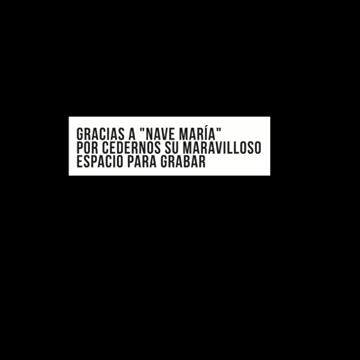 GRACIAS A "NAVE MARÍA"
POR CEDERNOS SU MARAVILLOSO
ESPACIO PARA GRABAR